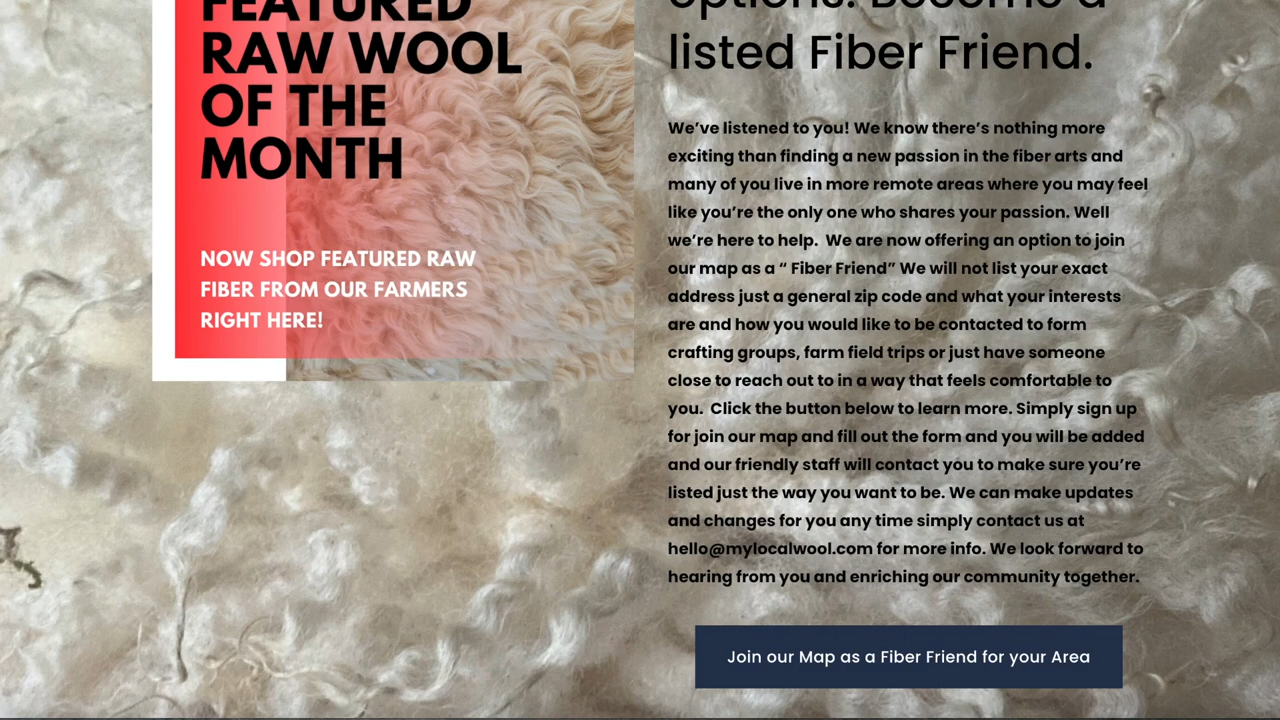 FEATURED
RAW WOOL
OF THE
MONTH
NOW SHOP FEATURED RAW
FIBER FROM OUR FARMERS
RIGHT HERE!
options! Become a
listed Fiber Friend.
We’ve listened to you! We know there’s nothing more
exciting than finding a new passion in the fiber arts and
many of you live in more remote areas where you may feel
like you’re the only one who shares your passion. Well
we’re here to help.  We are now offering an option to join
our map as a “ Fiber Friend” We will not list your exact
address just a general zip code and what your interests
are and how you would like to be contacted to form
crafting groups, farm field trips or just have someone
close to reach out to in a way that feels comfortable to
you.  Click the button below to learn more. Simply sign up
for join our map and fill out the form and you will be added
and our friendly staff will contact you to make sure you’re
listed just the way you want to be. We can make updates
and changes for you any time simply contact us at
hello@mylocalwool.com for more info. We look forward to
hearing from you and enriching our community together.
Join our Map as a Fiber Friend for your Area